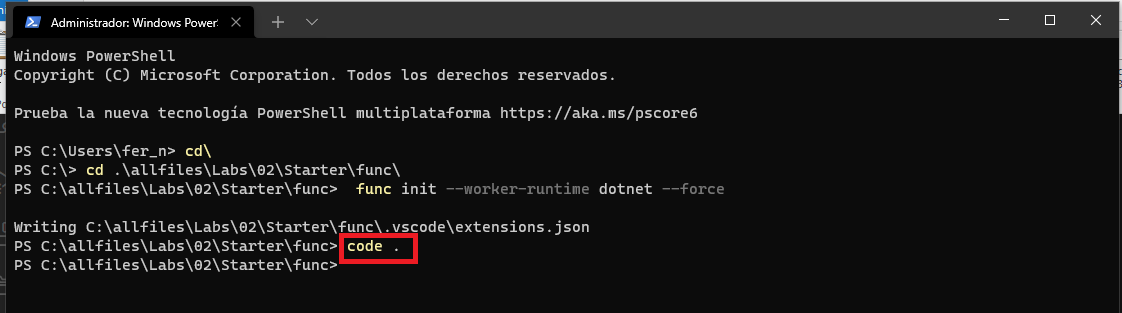 Administrador: Windows PowerS
Windows PowerShell
Copyright (C) Microsoft Corporation. Todos los derechos reservados.
Prueba la nueva tecnología PowerShell multiplataforma https://aka.ms/pscore6
PS C:\Users\fer_n> cd\
PS C:\> cd .\allfiles\Labs\02\Starter\func\
PS C:\allfiles\Labs\02\Starter\func>  func init --worker-runtime dotnet --force
Writing C:\allfiles\Labs\02\Starter\func\.vscode\extensions.json
PS C:\allfiles\Labs\02\Starter\func> code .
PS C:\allfiles\Labs\02\Starter\func>